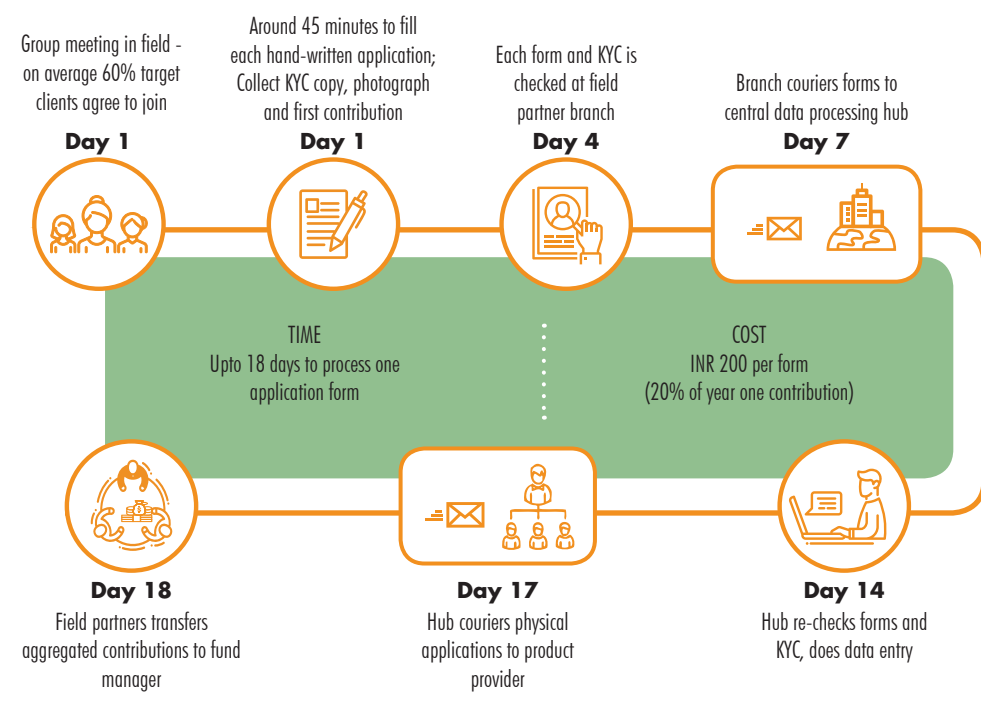 Group meeting in field -
on average 60% target
clients agree to join
Day 1
Around 45 minutes to fill
each hand-written application;
Collect KYC copy, photograph
and first contribution
Day 1
Each form and KYC is
checked at field
partner branch
Day 4
Branch couriers forms to
central data processing hub
Day 7
TIME
Upto 18 days to process one
application form
COST
INR 200 per form
(20% of year one contribution)
Day 14
Hub re-checks forms and
KYC, does data entry
Day 17
Hub couriers physical
applications to product
provider
Day 18
Field partners transfers
aggregated contributions to fund
manager